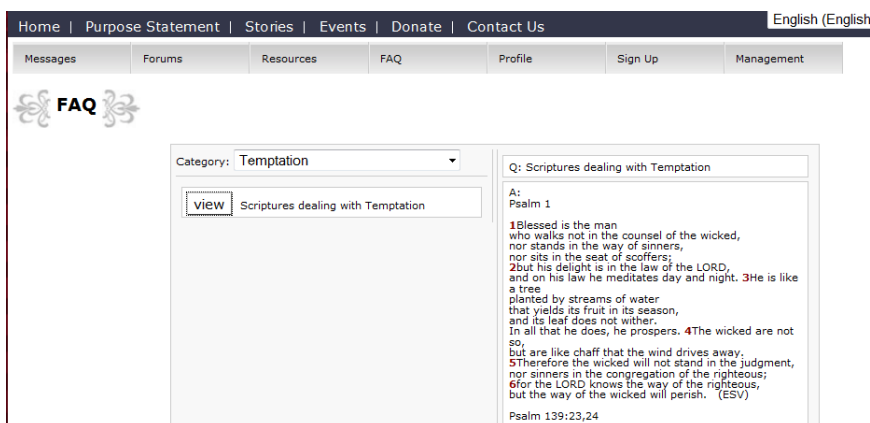 Home | Purpose Statement | Stories | Events | Donate | Contact Us
English (English
Messages Forums Resources FAQ Profile Sign Up Management
FAQ
Category: Temptation
view Scriptures dealing with Temptation
Q: Scriptures dealing with Temptation
A:
Psalm 1
1Blessed is the man
who walks not in the counsel of the wicked,
nor stands in the way of sinners,
nor sits in the seat of scoffers;
2but his delight is in the law of the LORD,
and on his law he meditates day and night. 3He is like
a tree
planted by streams of water
that yields its fruit in its season,
and its leaf does not wither.
In all that he does, he prospers. 4The wicked are not
so,
but are like chaff that the wind drives away.
5Therefore the wicked will not stand in the judgment,
nor sinners in the congregation of the righteous;
6for the LORD knows the way of the righteous,
but the way of the wicked will perish. (ESV)
Psalm 139:23,24